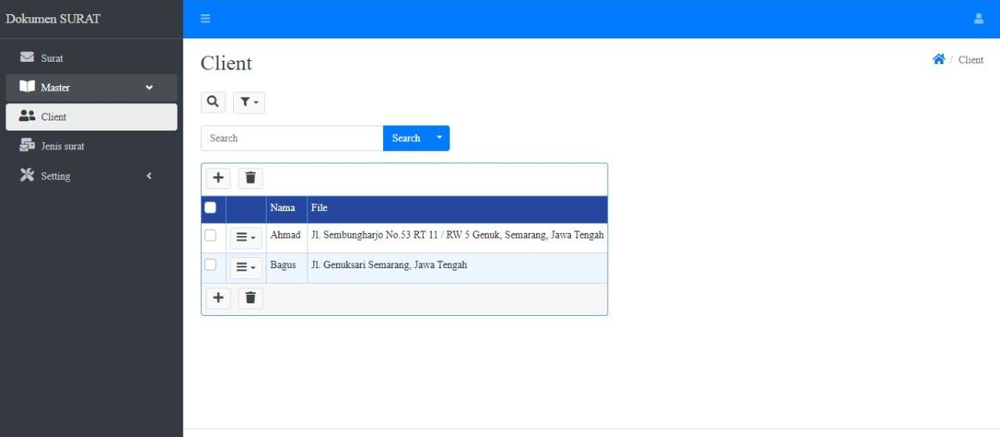 Dokumen SURAT
Surat
Master
Client
Jenis surat
Setting
Client
/ Client
Search
Search
Nama File
Ahmad Jl. Sembungharjo No.53 RT 11 / RW 5 Genuk, Semarang, Jawa Tengah
Bagus Jl. Genuksari Semarang, Jawa Tengah